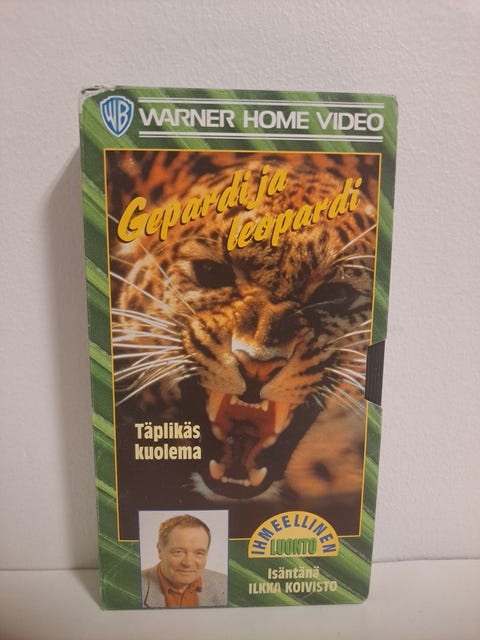 WB WARNER HOME VIDEO
Gepardi ja
leopardi
Täplikäs
kuolema
IHMEELLINEN
LUONTO
Isäntänä
ILKKA KOIVISTO